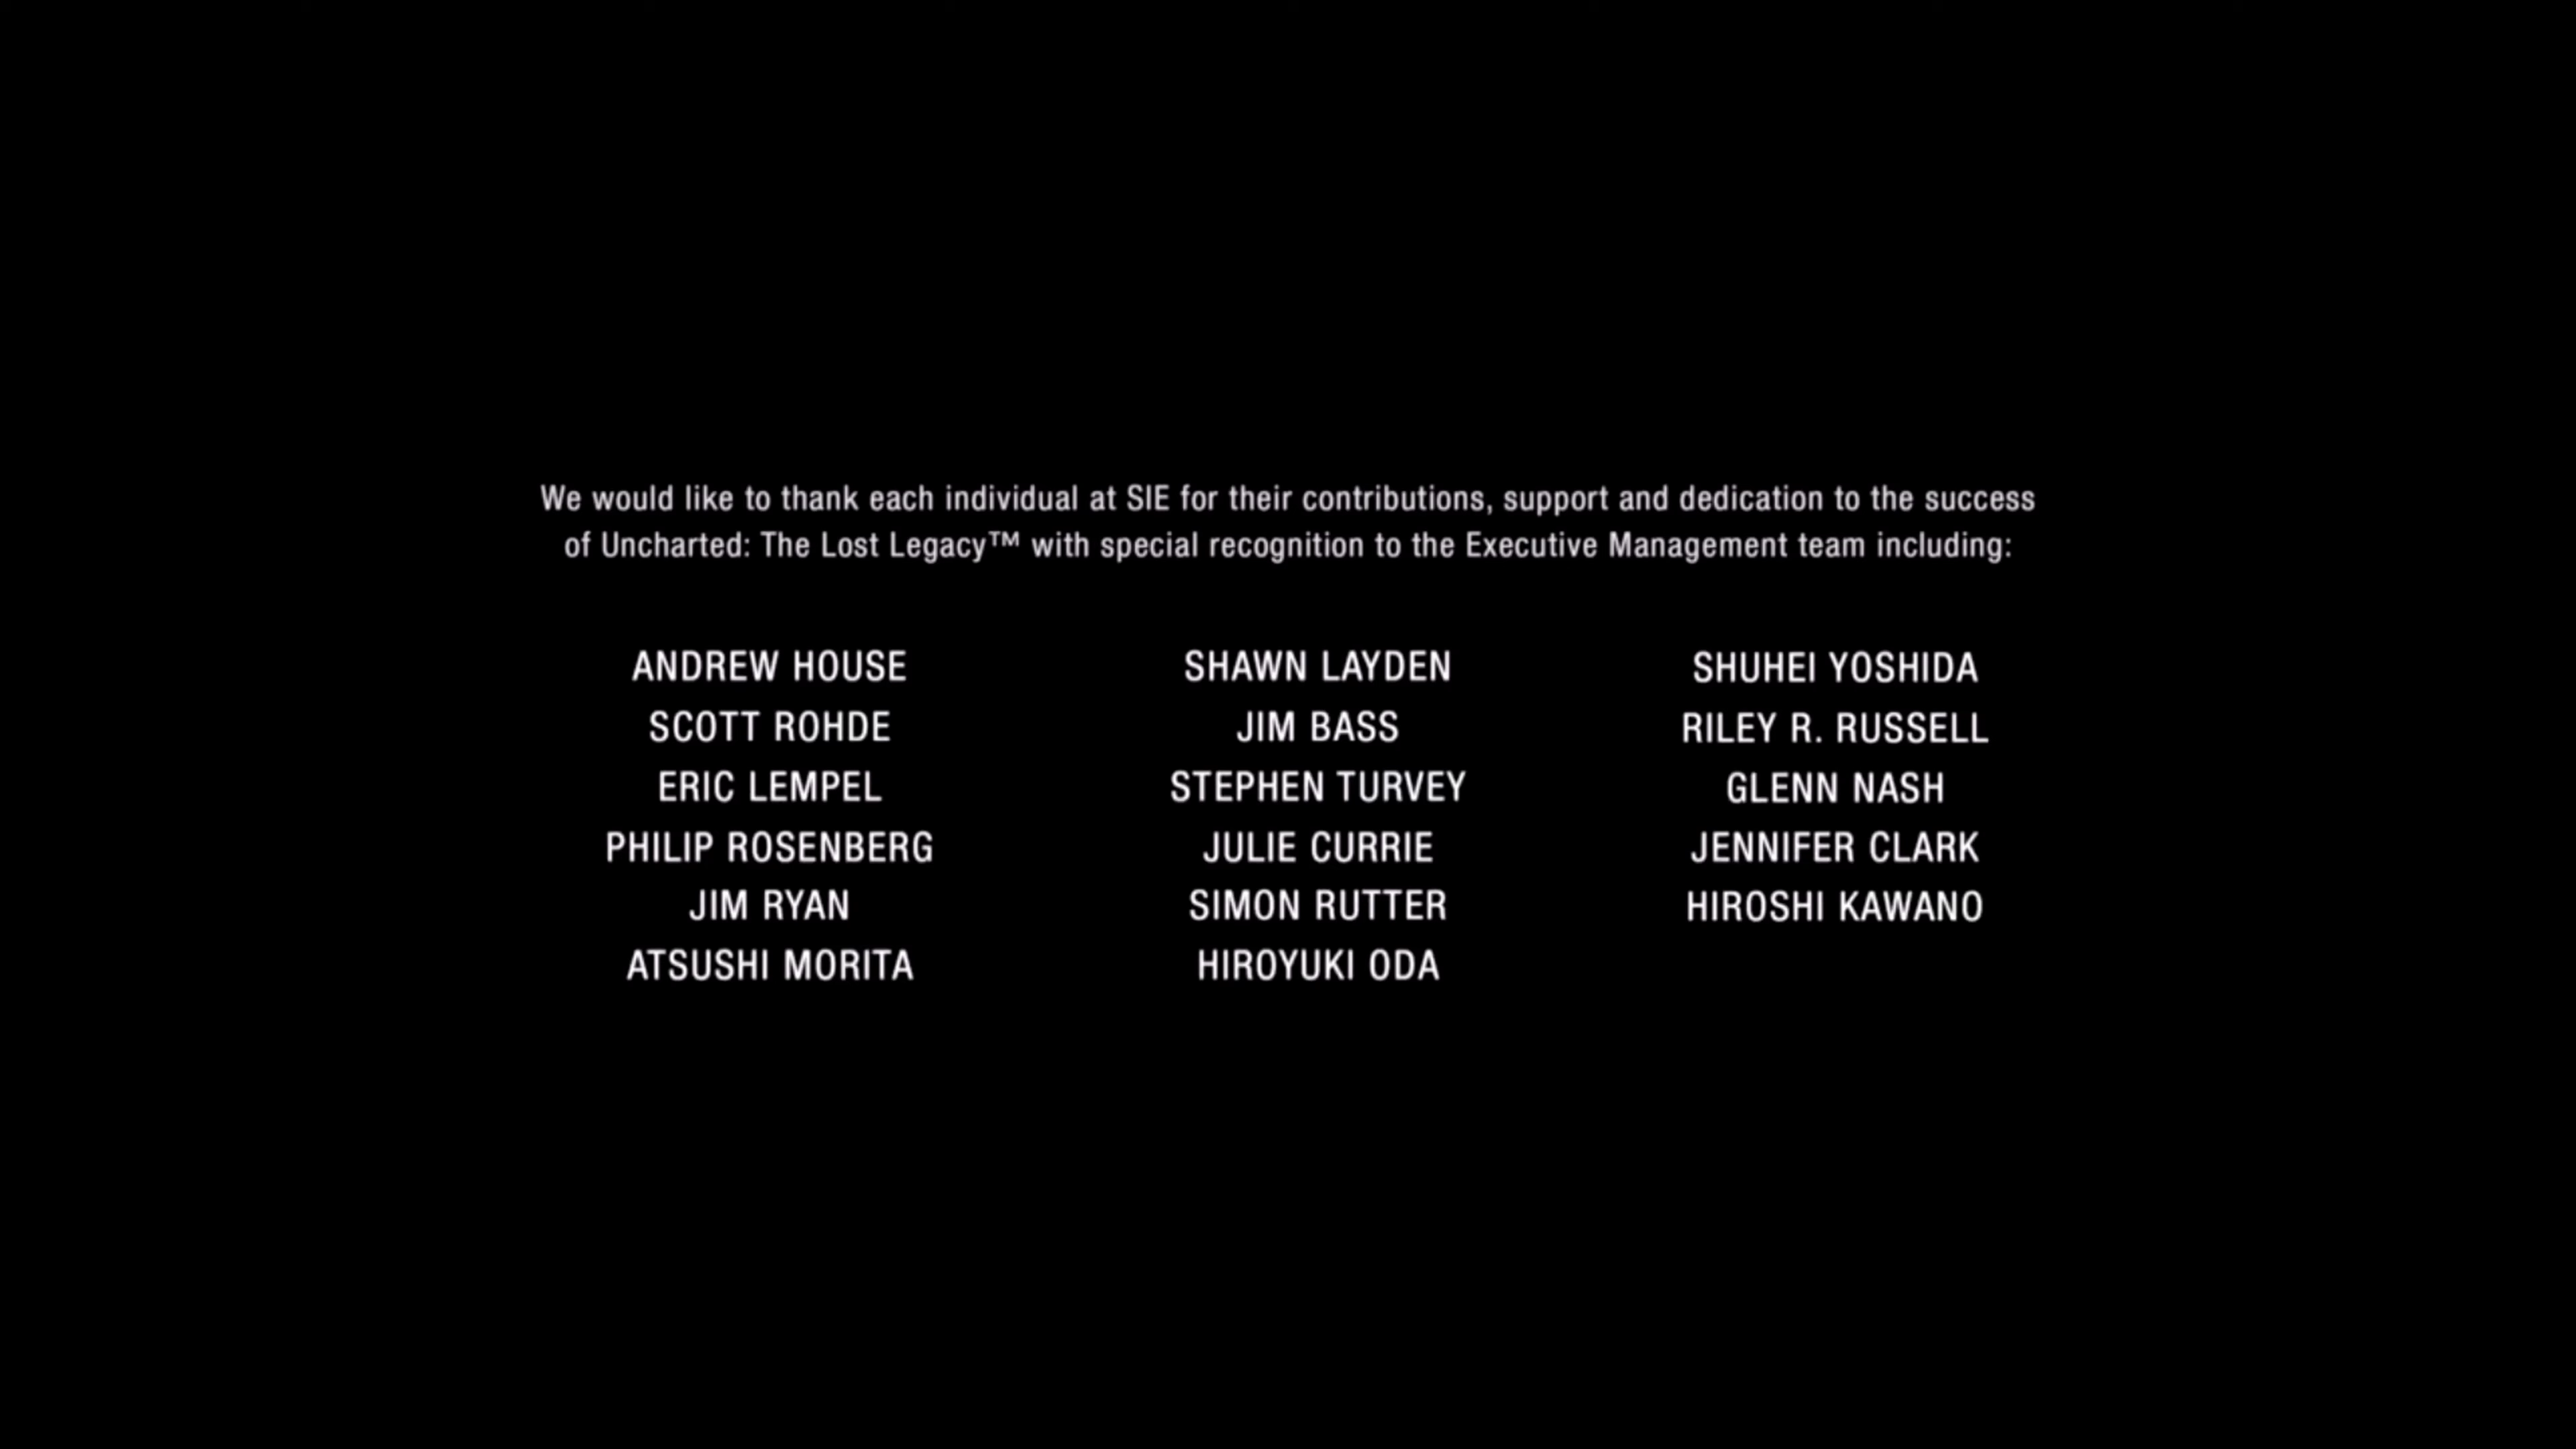 We would like to thank each individual at SIE for their contributions, support and dedication to the success
of Uncharted: The Lost Legacy™ with special recognition to the Executive Management team including:
ANDREW HOUSE SHAWN LAYDEN SHUHEI YOSHIDA
SCOTT ROHDE JIM BASS RILEY R. RUSSELL
ERIC LEMPEL STEPHEN TURVEY GLENN NASH
PHILIP ROSENBERG JULIE CURRIE JENNIFER CLARK
JIM RYAN SIMON RUTTER HIROSHI KAWANO
ATSUSHI MORITA HIROYUKI ODA